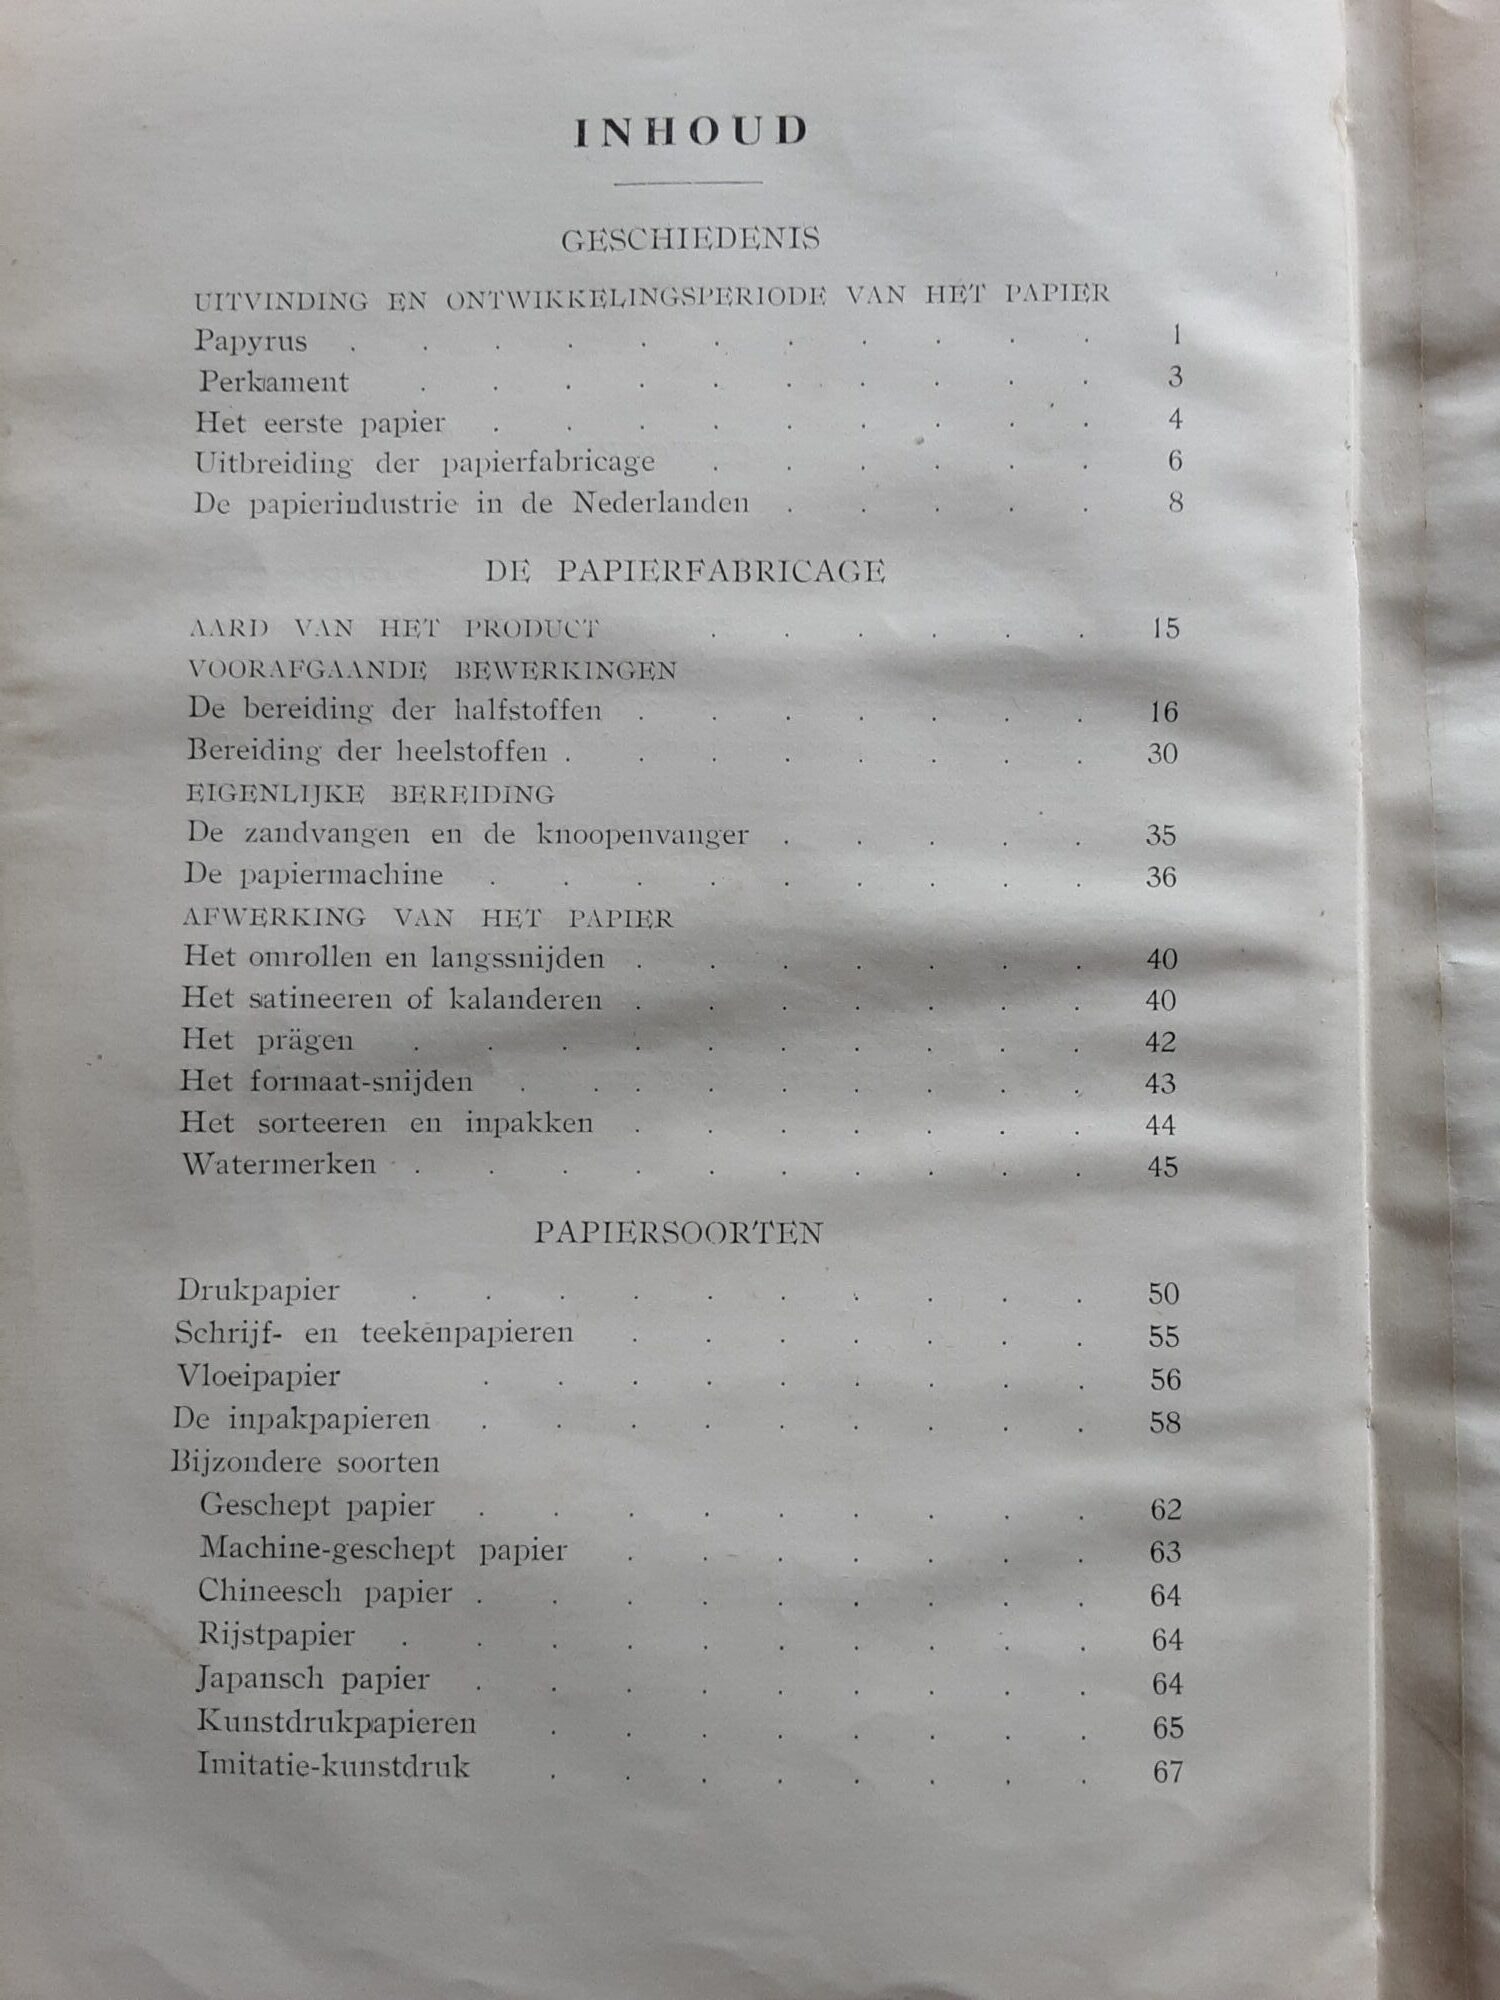 INHOUD
GESCHIEDENIS
UITVINDING EN ONTWIKKELINGSPERIODE VAN HET PAPIER
Papyrus . . . . . . . . . . . 1
Perkament . . . . . . . . . . 3
Het eerste papier . . . . . . . . . 4
Uitbreiding der papierfabricage . . . . . . 6
De papierindustrie in de Nederlanden . . . . . 8
DE PAPIERFABRICAGE
AARD VAN HET PRODUCT . . . . . . 15
VOORAFGAANDE BEWERKINGEN
De bereiding der halfstoffen . . . . . . . 16
Bereiding der heelstoffen . . . . . . . . 30
EIGENLIJKE BEREIDING
De zandvangen en de knoopenvanger . . . . . 35
De papiermachine . . . . . . . . . 36
AFWERKING VAN HET PAPIER
Het omrollen en langssnijden . . . . . . . 40
Het satineeren of kalanderen . . . . . . . 40
Het prägen . . . . . . . . . . 42
Het formaat-snijden . . . . . . . . . 43
Het sorteeren en inpakken . . . . . . . 44
Watermerken . . . . . . . . . . 45
PAPIERSOORTEN
Drukpapier . . . . . . . . . . 50
Schrijf- en teekenpapieren . . . . . . . 55
Vloeipapier . . . . . . . . . 56
De inpakpapieren . . . . . . . . . 58
Bijzondere soorten
Geschept papier . . . . . . . . . 62
Machine-geschept papier . . . . . . . 63
Chineesch papier . . . . . . . . . 64
Rijstpapier . . . . . . . . . . 64
Japansch papier . . . . . . . . . 64
Kunstdrukpapieren . . . . . . . . 65
Imitatie-kunstdruk . . . . . . . . 67